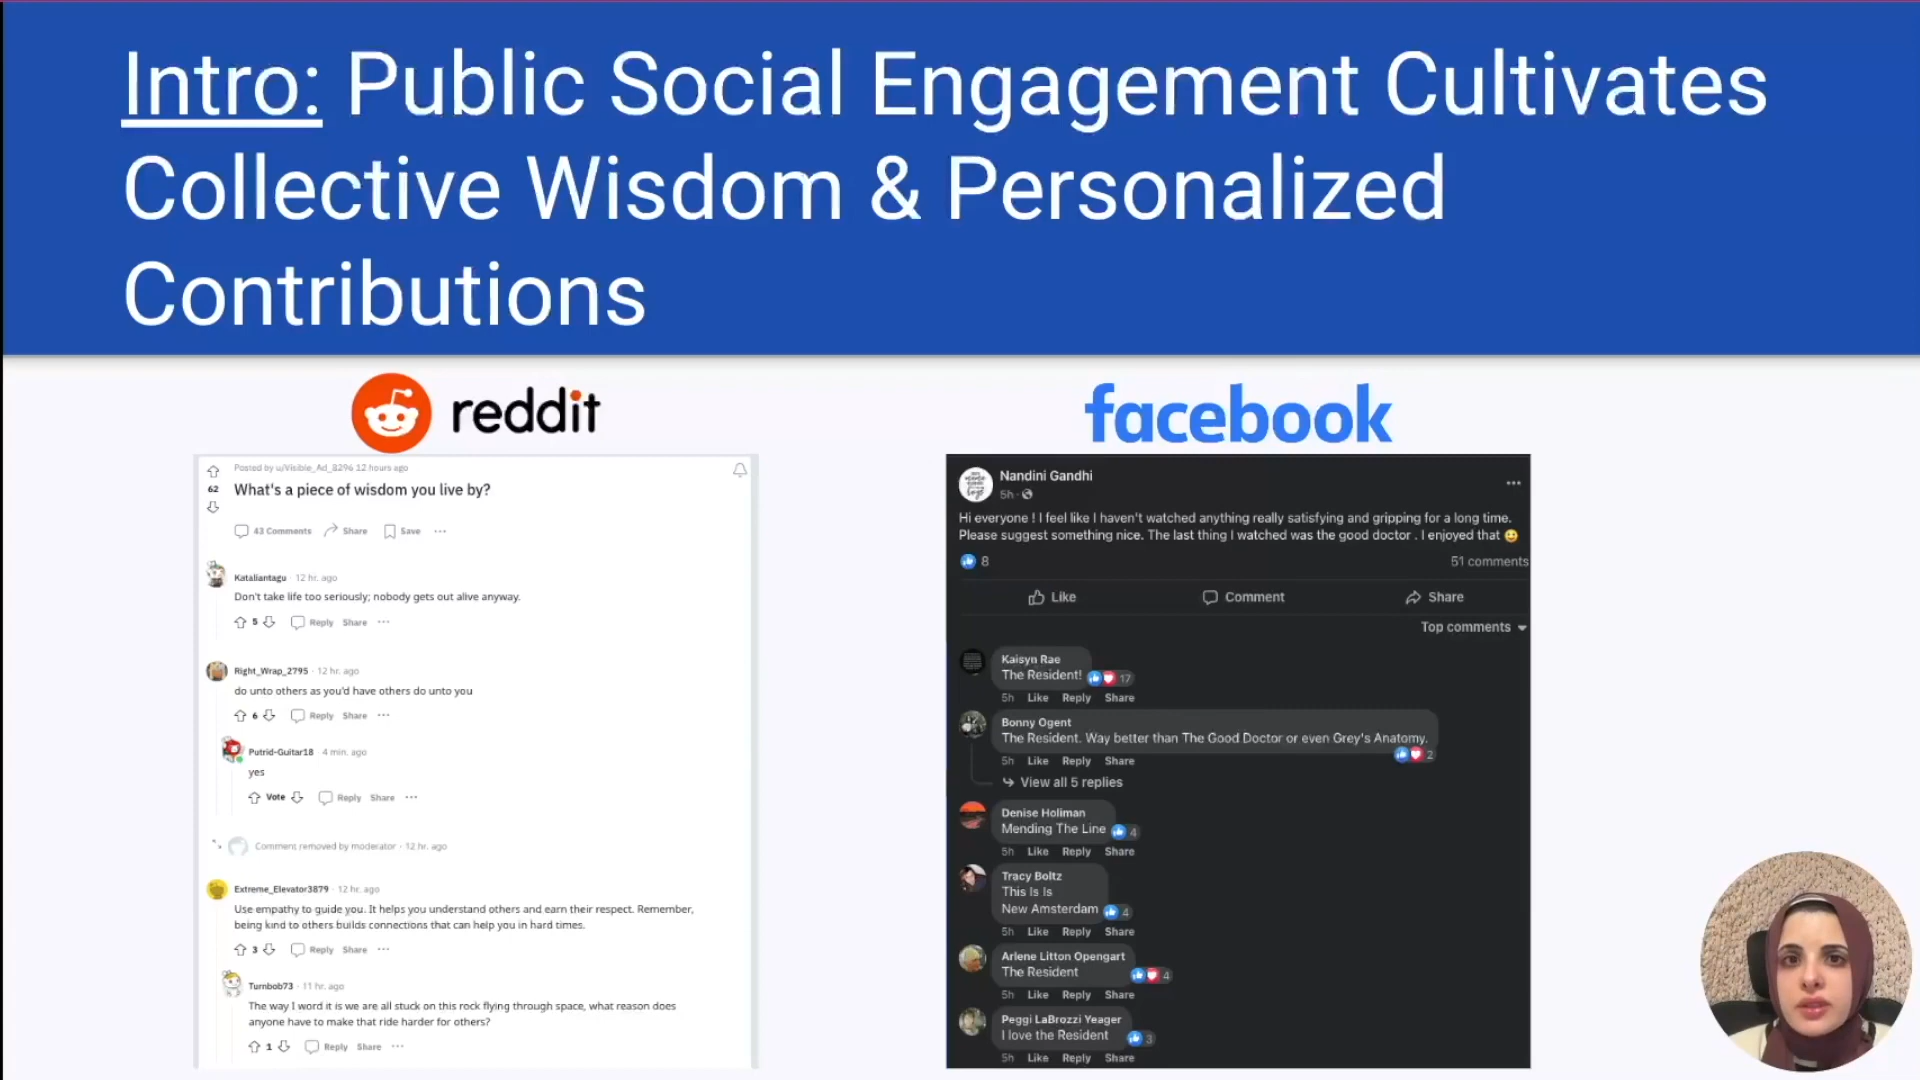 Intro: Public Social Engagement Cultivates
Collective Wisdom & Personalized
Contributions
reddit
Posted by u/Visible_Ad_8296 12 hours ago
62
What's a piece of wisdom you live by?
43 Comments Share Save ...
Kataliantagu · 12 hr. ago
Don't take life too seriously; nobody gets out alive anyway.
5 Reply Share ...
Right_Wrap_2795 · 12 hr. ago
do unto others as you'd have others do unto you
6 Reply Share ...
Putrid-Guitar18 · 4 min. ago
yes
Vote Reply Share ...
Comment removed by moderator · 12 hr. ago
Extreme_Elevator3879 · 12 hr. ago
Use empathy to guide you. It helps you understand others and earn their respect. Remember,
being kind to others builds connections that can help you in hard times.
3 Reply Share ...
Turnbob73 · 11 hr. ago
The way I word it is we are all stuck on this rock flying through space, what reason does
anyone have to make that ride harder for others?
1 Reply Share ...
facebook
Nandini Gandhi
5h ·
Hi everyone ! I feel like I haven't watched anything really satisfying and gripping for a long time.
Please suggest something nice. The last thing I watched was the good doctor . I enjoyed that
8 51 comments
Like Comment Share
Top comments
Kaisyn Rae
The Resident! 17
5h Like Reply Share
Bonny Ogent
The Resident. Way better than The Good Doctor or even Grey's Anatomy.
2
5h Like Reply Share
View all 5 replies
Denise Holiman
Mending The Line 4
5h Like Reply Share
Tracy Boltz
This Is Is
New Amsterdam 4
5h Like Reply Share
Arlene Litton Opengart
The Resident 4
5h Like Reply Share
Peggi LaBrozzi Yeager
I love the Resident 3
5h Like Reply Share